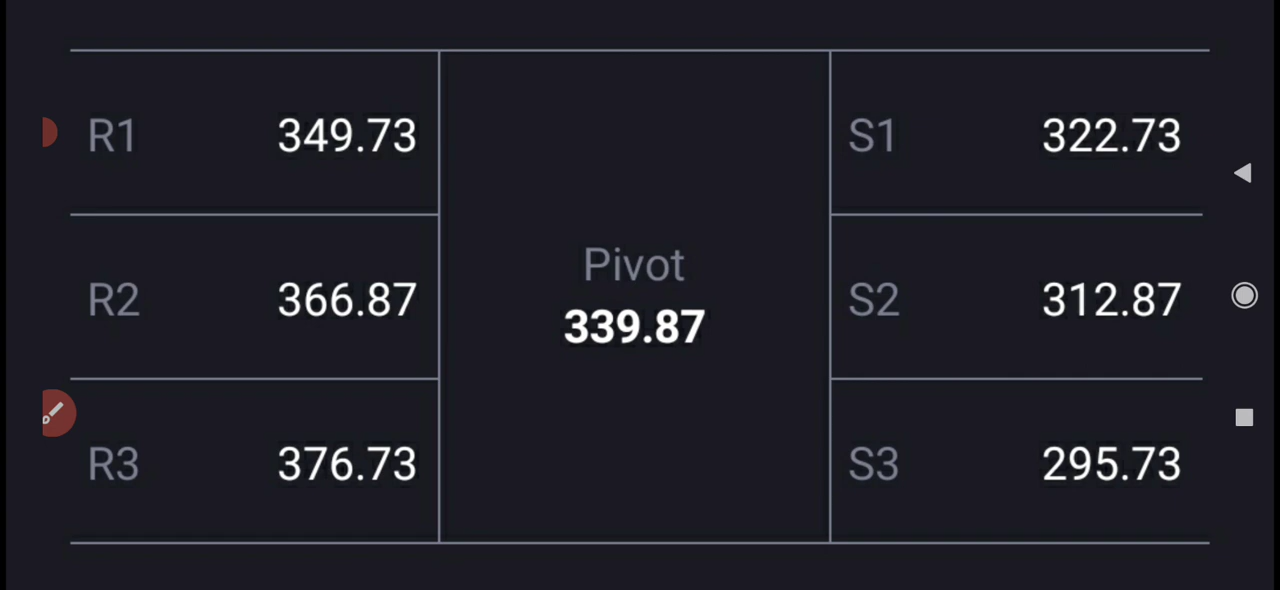 R1 349.73
R2 366.87
R3 376.73
Pivot
339.87
S1 322.73
S2 312.87
S3 295.73